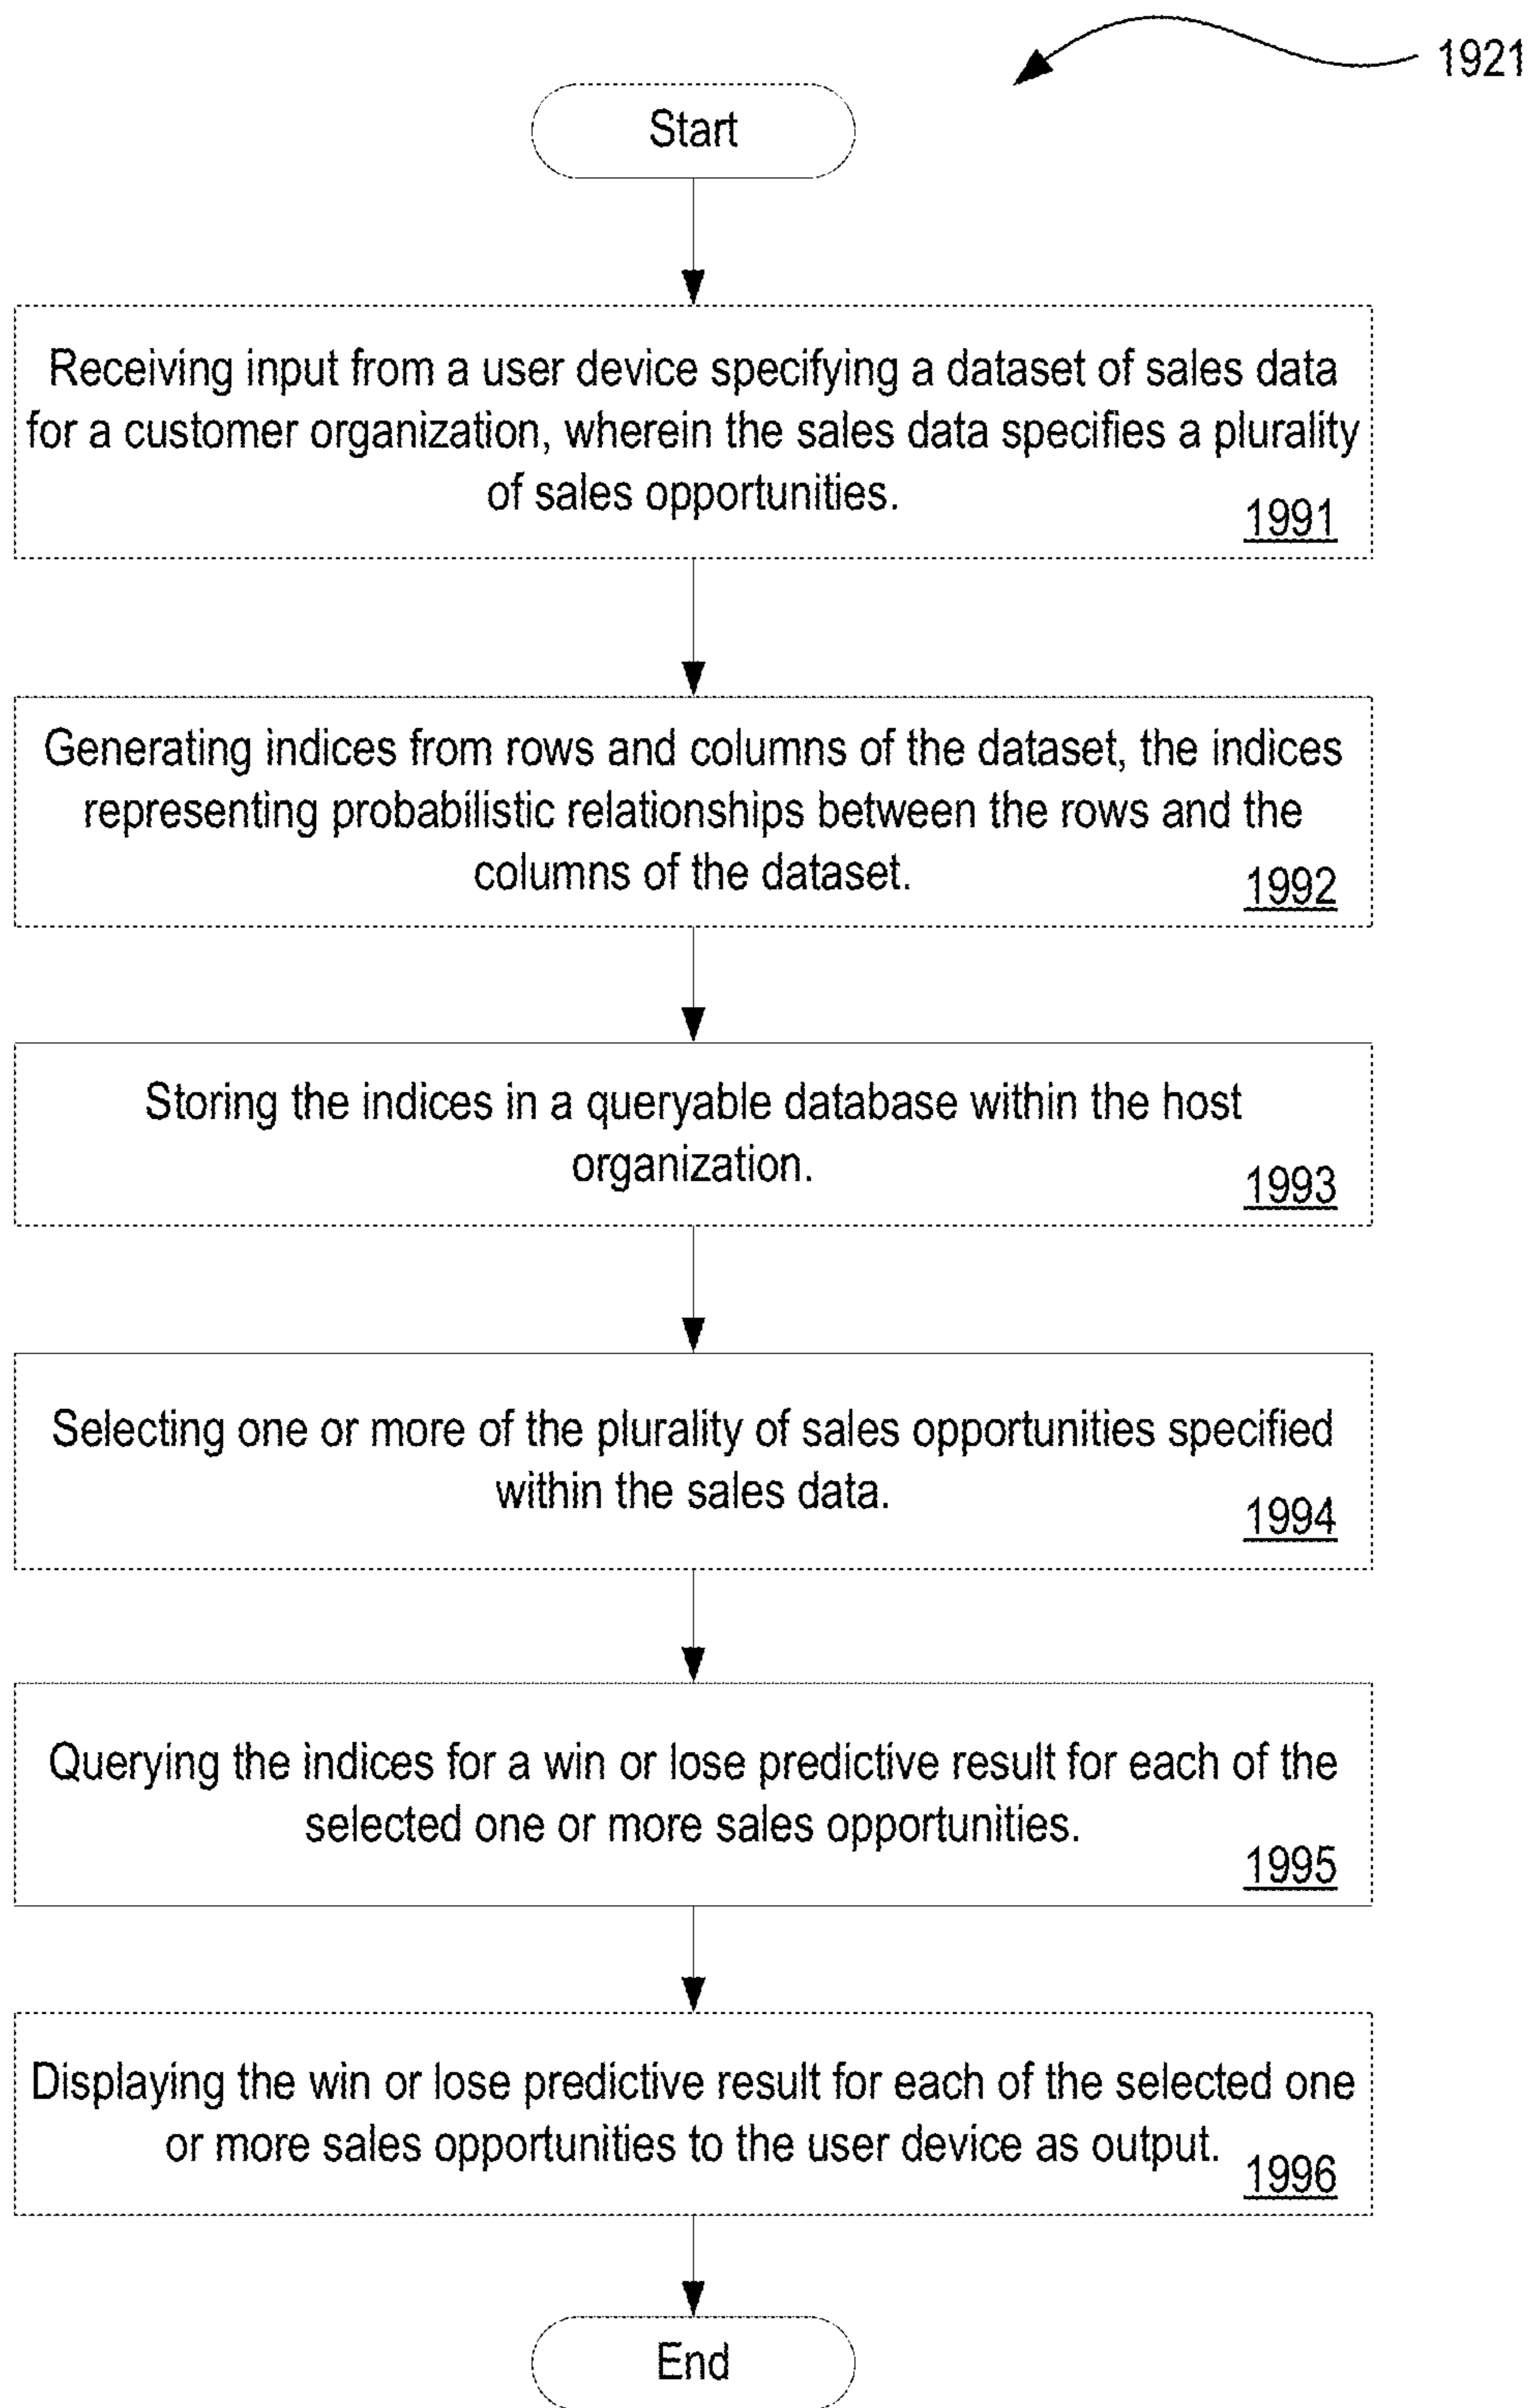 1921
Start
Receiving input from a user device specifying a dataset of sales data
for a customer organization, wherein the sales data specifies a plurality
of sales opportunities.
1991
Generating indices from rows and columns of the dataset, the indices
representing probabilistic relationships between the rows and the
columns of the dataset.
1992
Storing the indices in a queryable database within the host
organization.
1993
Selecting one or more of the plurality of sales opportunities specified
within the sales data.
1994
Querying the indices for a win or lose predictive result for each of the
selected one or more sales opportunities.
1995
Displaying the win or lose predictive result for each of the selected one
or more sales opportunities to the user device as output.
1996
End